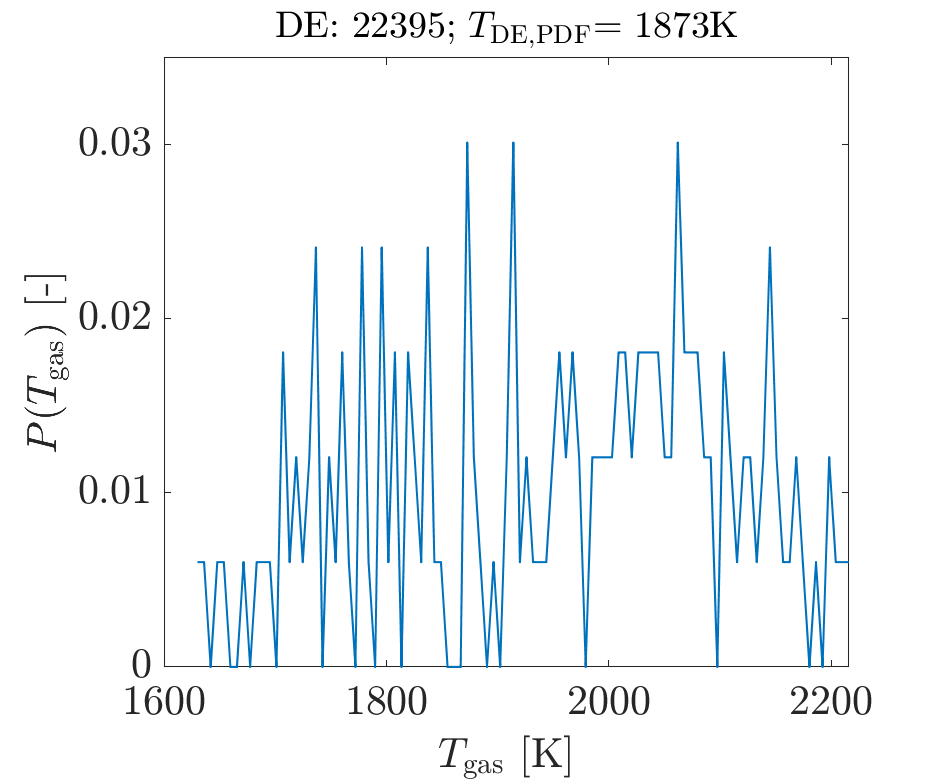 DE: 22395; T_DE,PDF= 1873K
0.03
0.02
0.01
0
P(T_gas) [-]
1600 1800 2000 2200
T_gas [K]